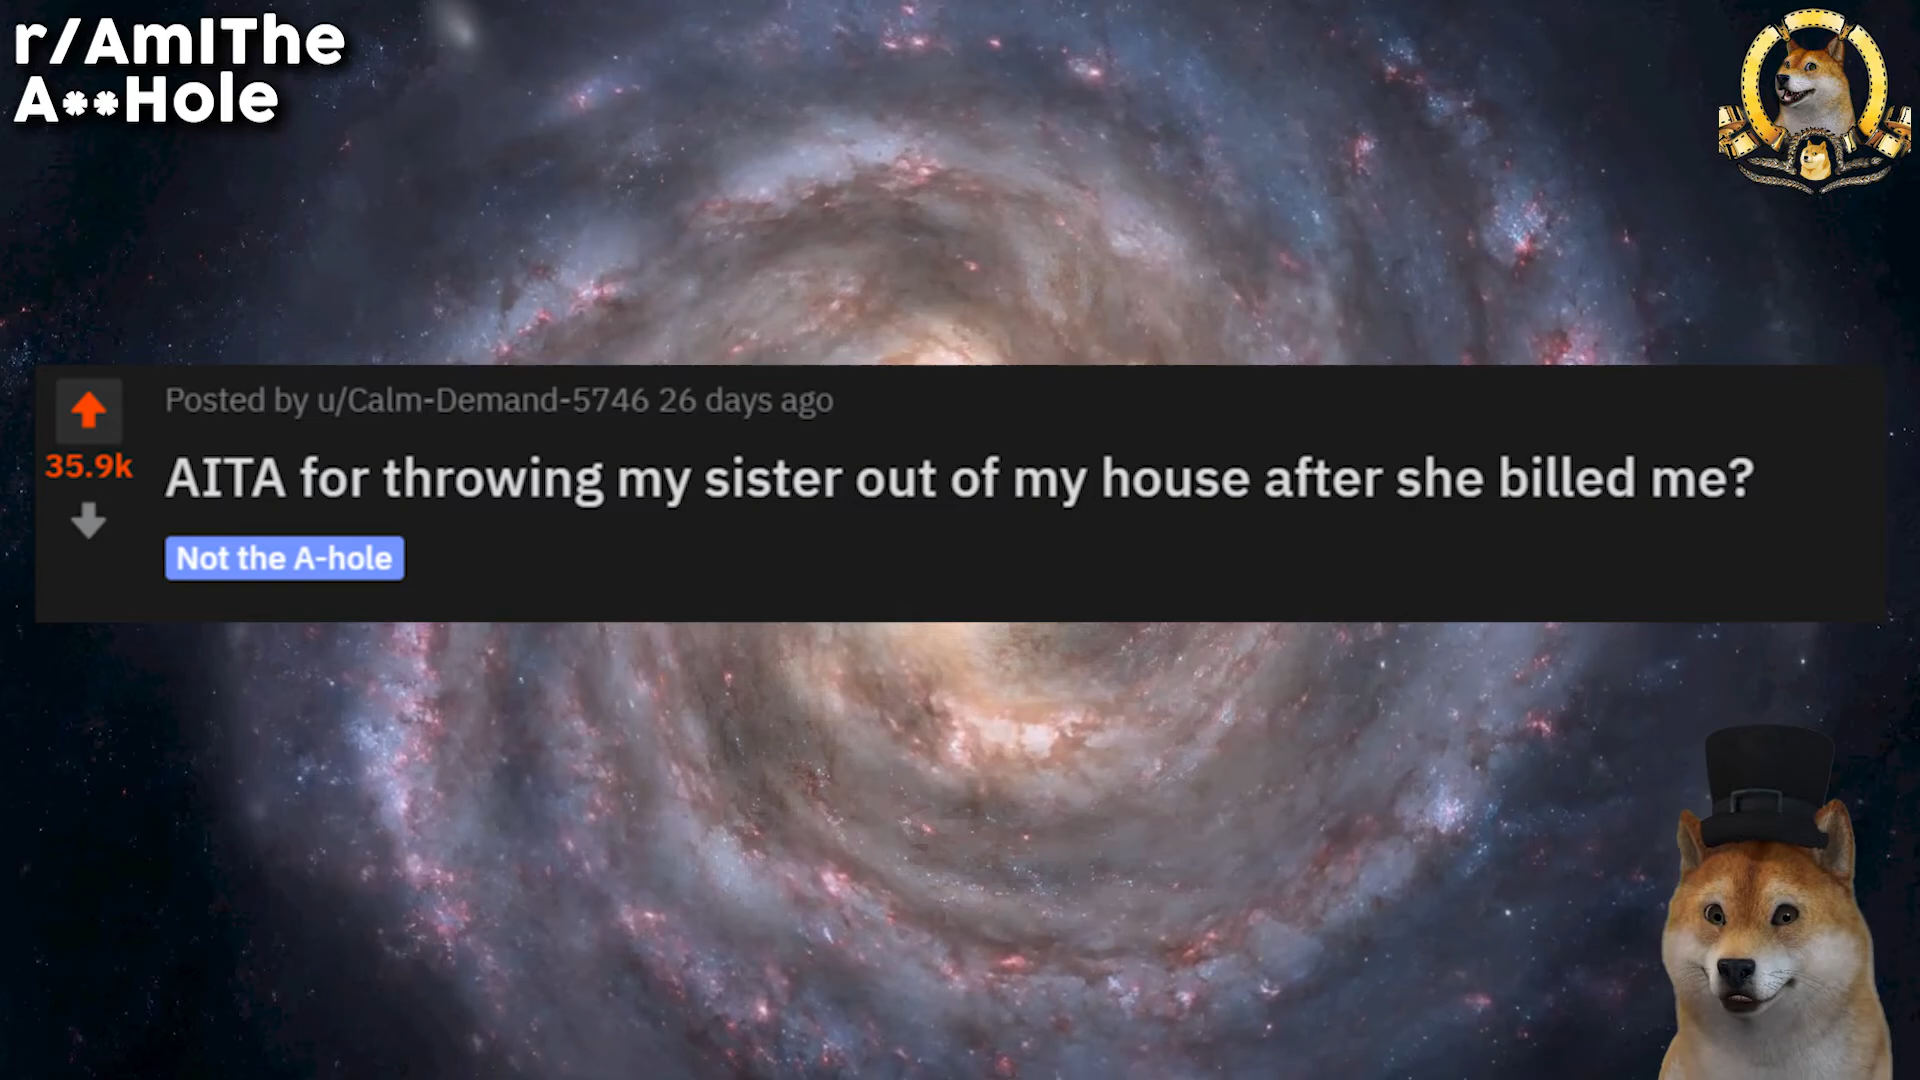 r/AmIThe
A**Hole
Posted by u/Calm-Demand-5746 26 days ago
35.9k
AITA for throwing my sister out of my house after she billed me?
Not the A-hole